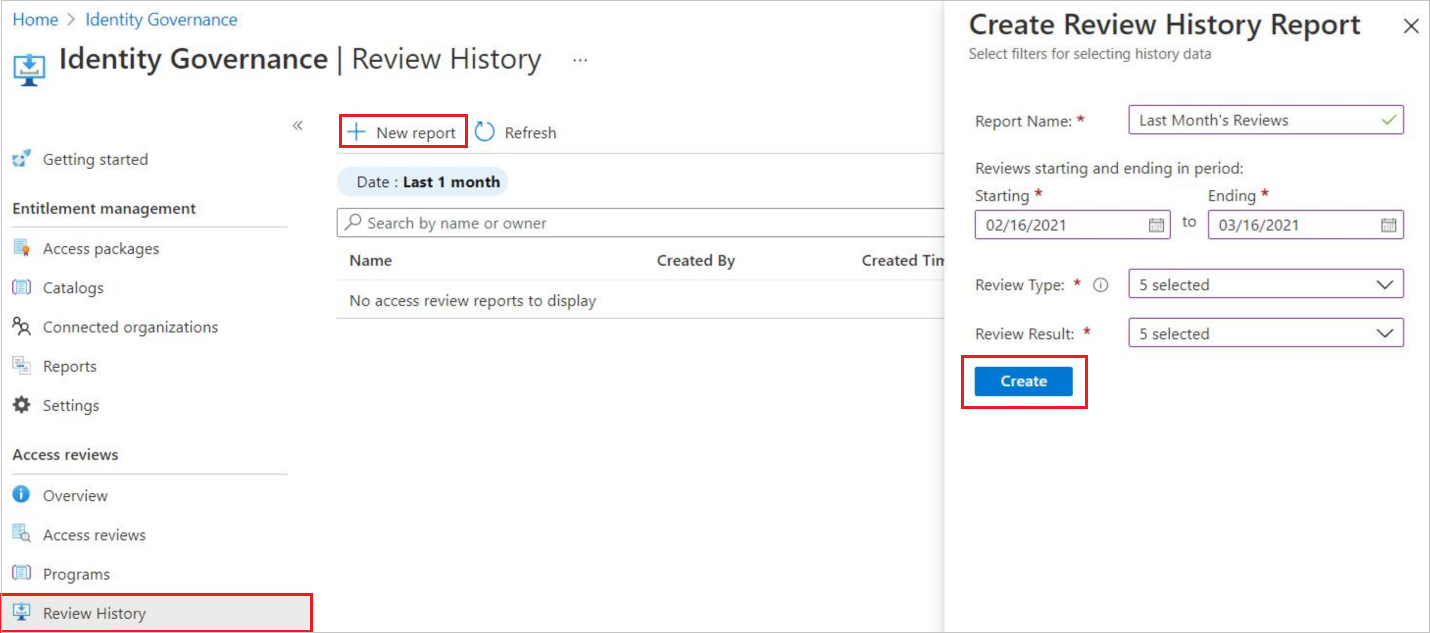 Home > Identity Governance
Identity Governance | Review History ...
«
Getting started
Entitlement management
Access packages
Catalogs
Connected organizations
Reports
Settings
Access reviews
Overview
Access reviews
Programs
Review History
+ New report Refresh
Date : Last 1 month
Search by name or owner
Name Created By Created Tim
No access review reports to display
Create Review History Report
Select filters for selecting history data
Report Name: * Last Month's Reviews
Reviews starting and ending in period:
Starting * Ending *
02/16/2021 to 03/16/2021
Review Type: * 5 selected
Review Result: * 5 selected
Create